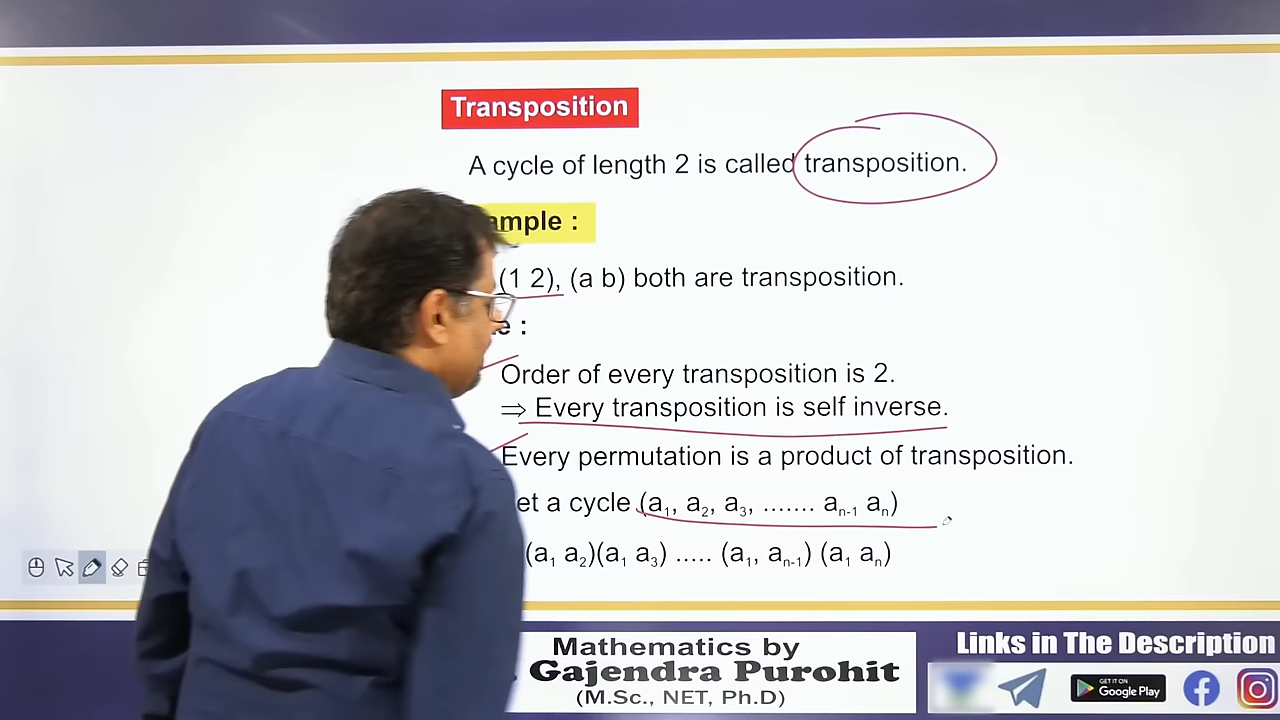 Transposition
A cycle of length 2 is called transposition.
ample :
(1 2), (a b) both are transposition.
e :
Order of every transposition is 2.
⇒ Every transposition is self inverse.
Every permutation is a product of transposition.
et a cycle (a₁, a₂, a₃, ....... aₙ₋₁ aₙ)
(a₁ a₂)(a₁ a₃) ..... (a₁, aₙ₋₁) (a₁ aₙ)
Mathematics by
Gajendra Purohit
(M.Sc., NET, Ph.D)
Links in The Description
GET IT ON
Google Play